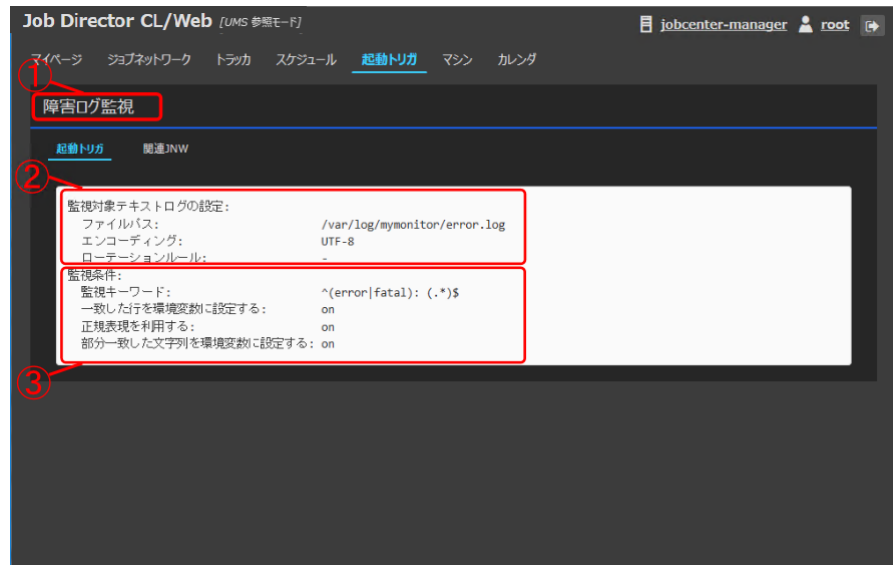 Job Director CL/Web [UMS 参照モード]
jobcenter-manager root
マイページ ジョブネットワーク トラッカ スケジュール 起動トリガ マシン カレンダ
①
障害ログ監視
起動トリガ 関連JNW
②
監視対象テキストログの設定:
ファイルパス: /var/log/mymonitor/error.log
エンコーディング: UTF-8
ローテーションルール: -
監視条件:
監視キーワード: ^(error|fatal): (.*)$
一致した行を環境変数に設定する: on
正規表現を利用する: on
部分一致した文字列を環境変数に設定する: on
③